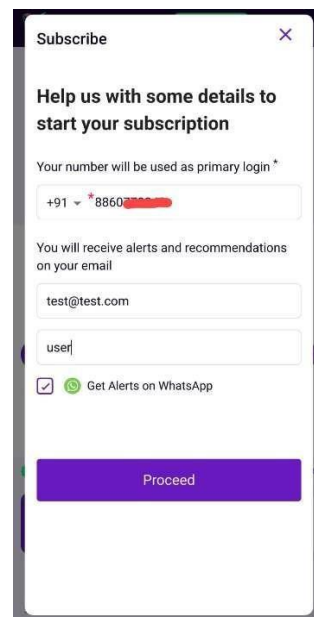 Subscribe
Help us with some details to
start your subscription
Your number will be used as primary login *
+91 *8860
You will receive alerts and recommendations
on your email
test@test.com
user
Get Alerts on WhatsApp
Proceed